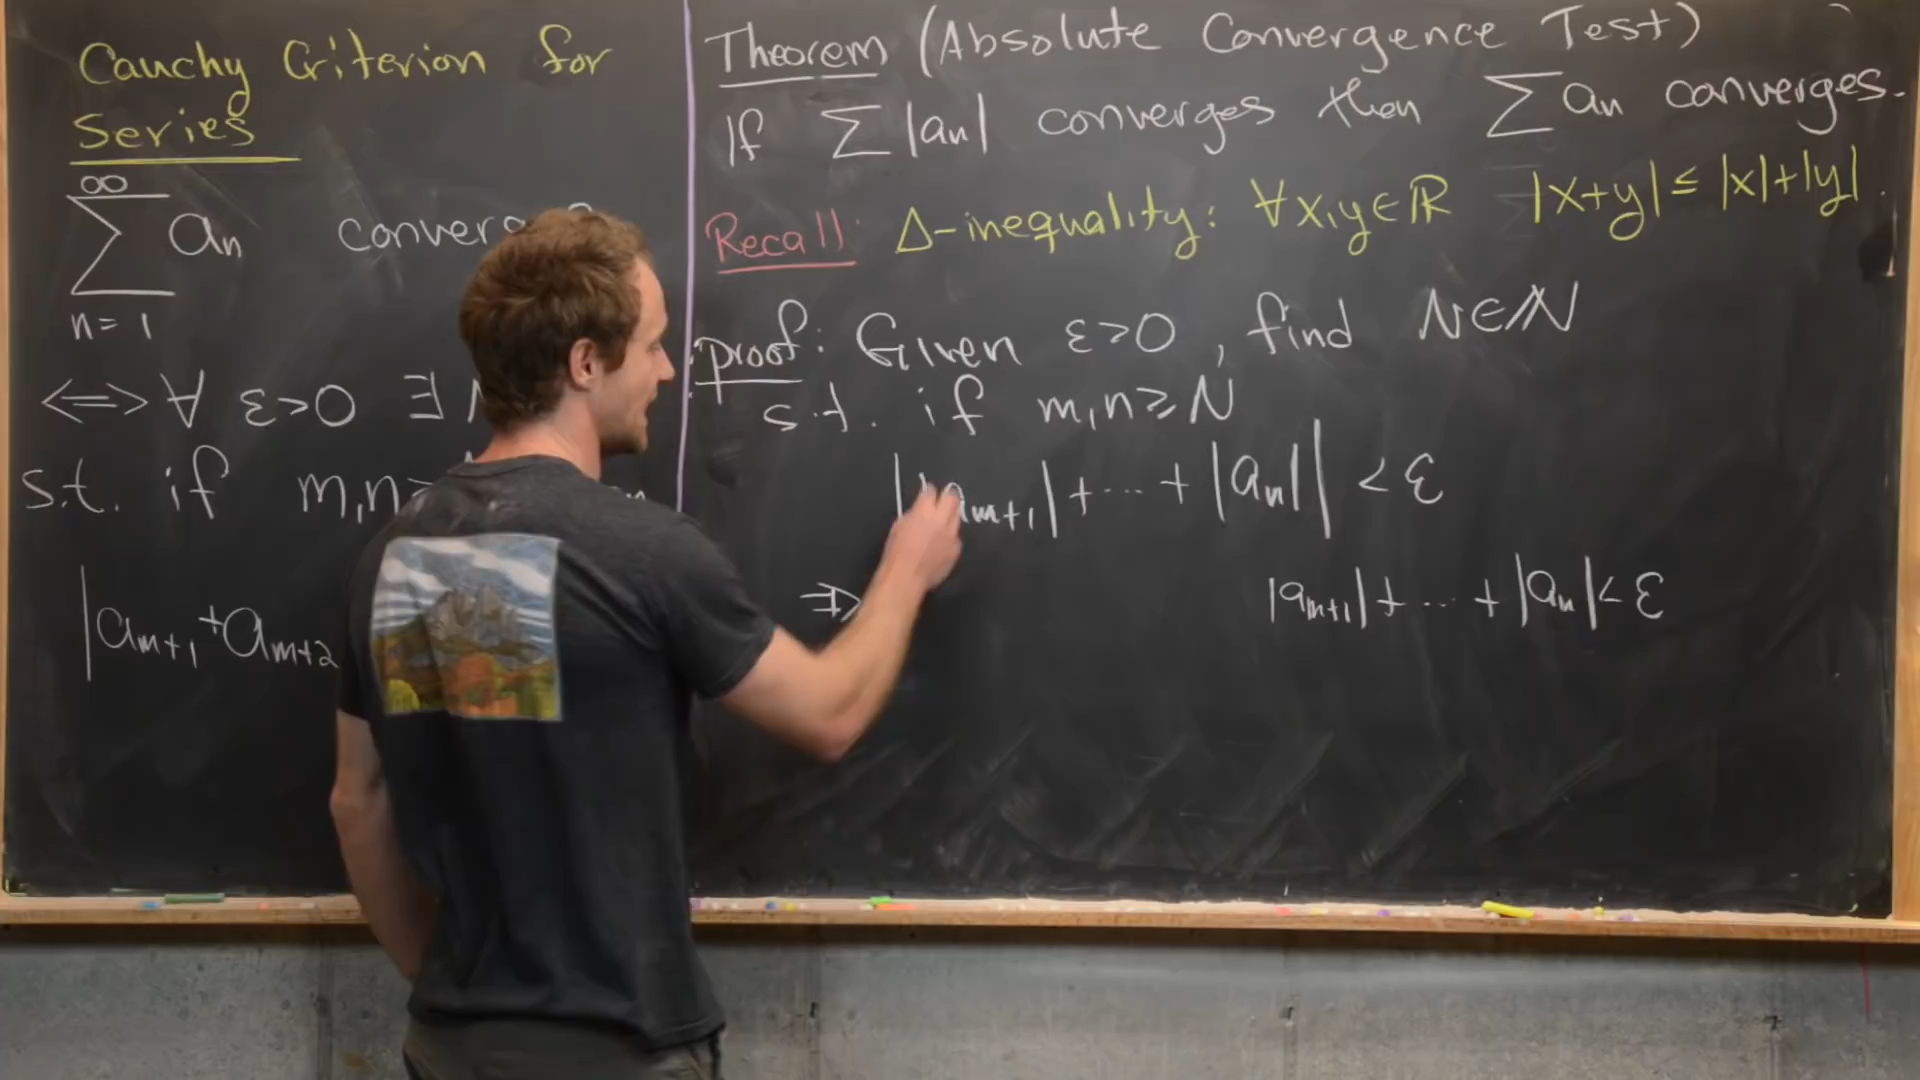 Cauchy Criterion for
Series
∞
∑ an
n=1
⟺ ∀ ε>0 ∃
s.t. if m,n≥
|am+1 + am+2
Theorem (Absolute Convergence Test)
If ∑ |an| converges then ∑ an converges.
Recall: Δ-inequality: ∀x,y∈ℝ |x+y| ≤ |x|+|y|.
proof: Given ε>0, find N∈ℕ
s.t. if m,n≥N
||am+1| + ... + |an|| < ε
⇒ |am+1| + ... + |an| < ε